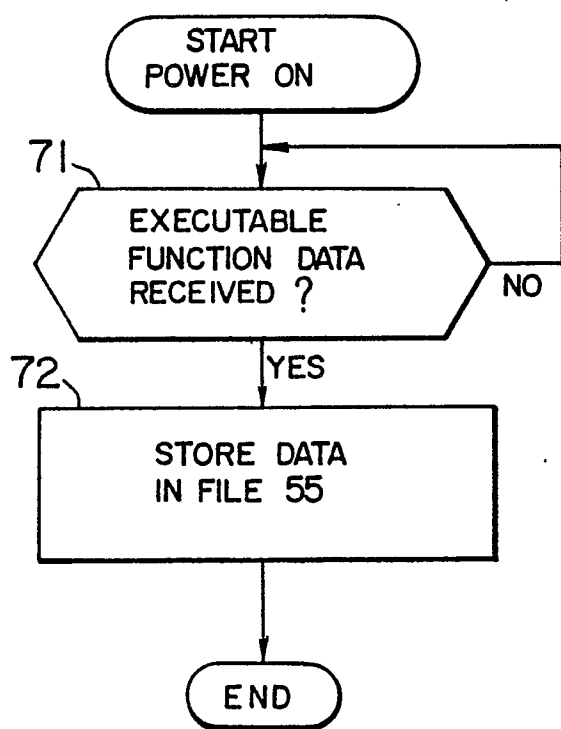 START
POWER ON
71
EXECUTABLE
FUNCTION DATA
RECEIVED ?
NO
YES
72
STORE DATA
IN FILE 55
END